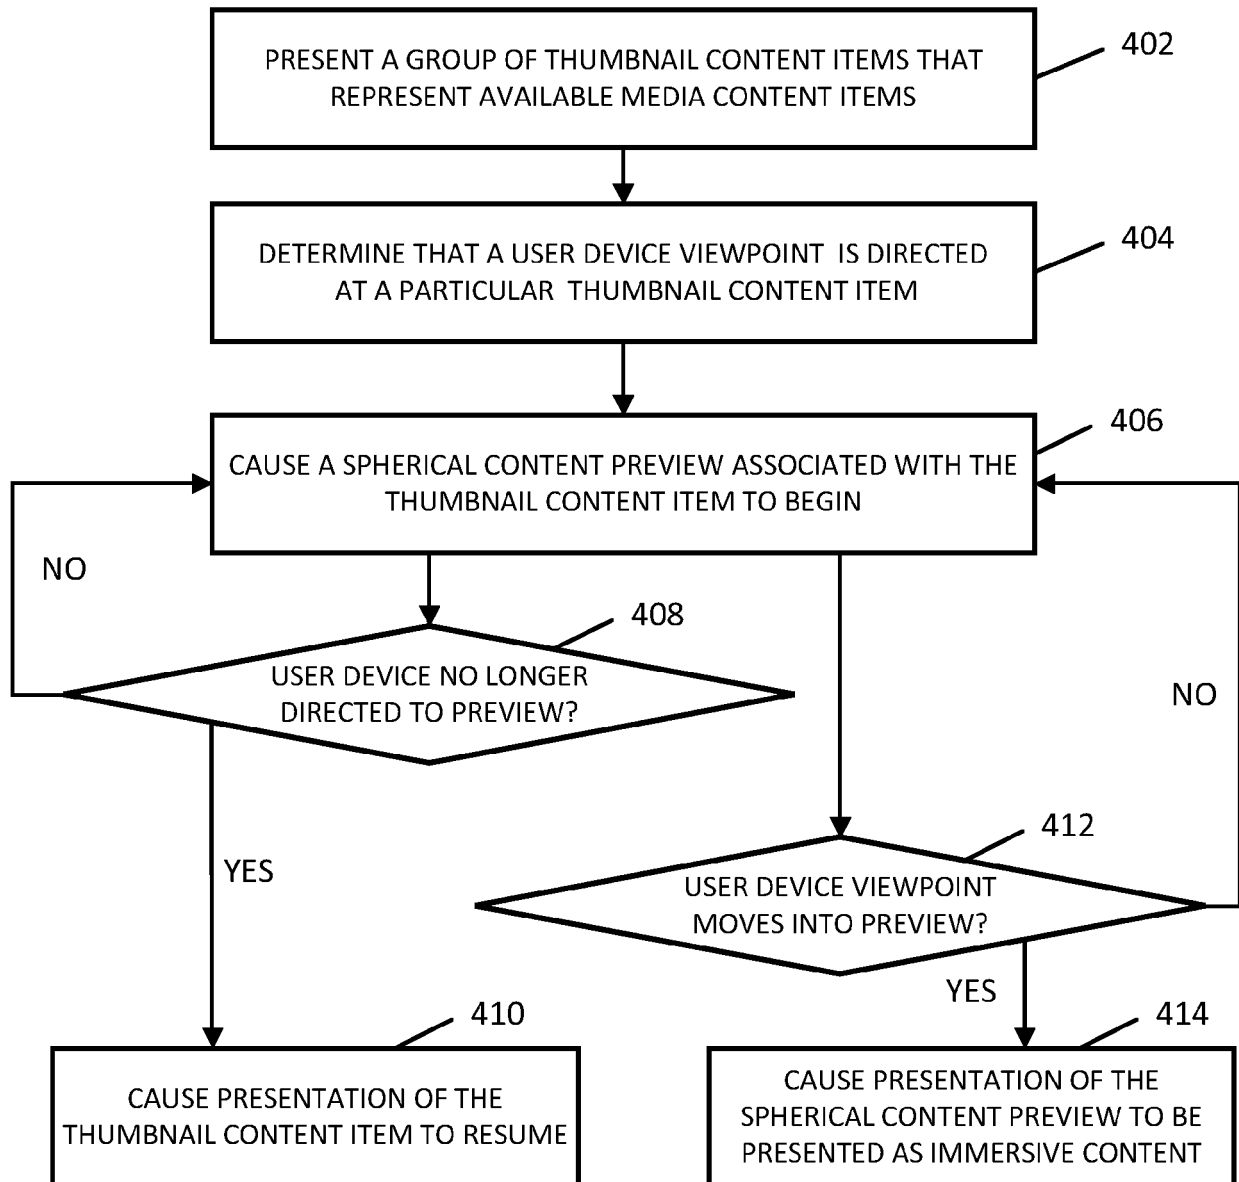 PRESENT A GROUP OF THUMBNAIL CONTENT ITEMS THAT
REPRESENT AVAILABLE MEDIA CONTENT ITEMS
402
DETERMINE THAT A USER DEVICE VIEWPOINT IS DIRECTED
AT A PARTICULAR THUMBNAIL CONTENT ITEM
404
CAUSE A SPHERICAL CONTENT PREVIEW ASSOCIATED WITH THE
THUMBNAIL CONTENT ITEM TO BEGIN
406
NO
USER DEVICE NO LONGER
DIRECTED TO PREVIEW?
408
NO
YES
USER DEVICE VIEWPOINT
MOVES INTO PREVIEW?
412
YES
CAUSE PRESENTATION OF THE
THUMBNAIL CONTENT ITEM TO RESUME
410
CAUSE PRESENTATION OF THE
SPHERICAL CONTENT PREVIEW TO BE
PRESENTED AS IMMERSIVE CONTENT
414